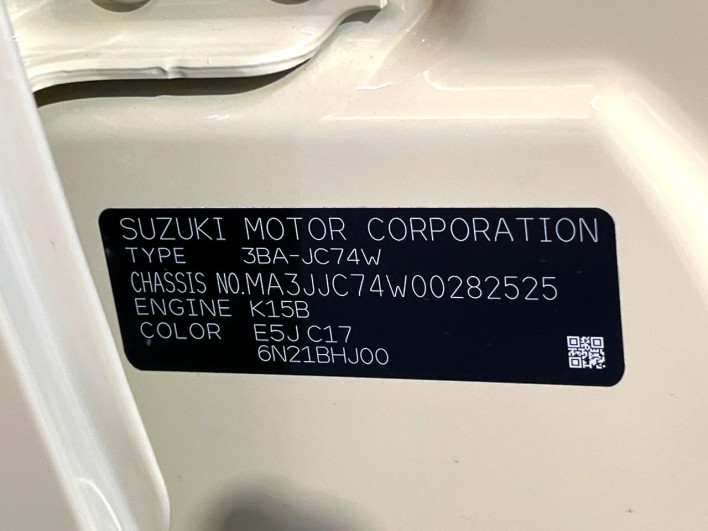 SUZUKI MOTOR CORPORATION
TYPE 3BA-JC74W
CHASSIS NO. MA3JJC74W00282525
ENGINE K15B
COLOR E5J C17
6N21BHJ00